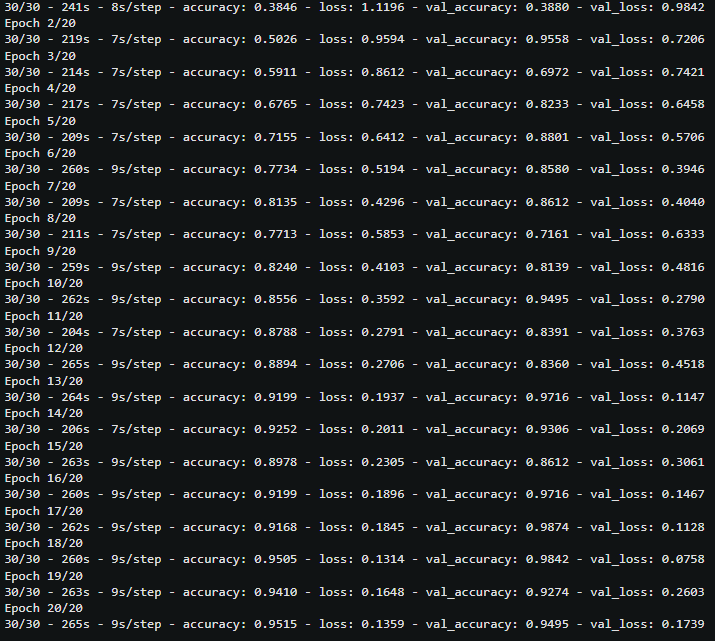 30/30 - 241s - 8s/step - accuracy: 0.3846 - loss: 1.1196 - val_accuracy: 0.3880 - val_loss: 0.9842
Epoch 2/20
30/30 - 219s - 7s/step - accuracy: 0.5026 - loss: 0.9594 - val_accuracy: 0.9558 - val_loss: 0.7206
Epoch 3/20
30/30 - 214s - 7s/step - accuracy: 0.5911 - loss: 0.8612 - val_accuracy: 0.6972 - val_loss: 0.7421
Epoch 4/20
30/30 - 217s - 7s/step - accuracy: 0.6765 - loss: 0.7423 - val_accuracy: 0.8233 - val_loss: 0.6458
Epoch 5/20
30/30 - 209s - 7s/step - accuracy: 0.7155 - loss: 0.6412 - val_accuracy: 0.8801 - val_loss: 0.5706
Epoch 6/20
30/30 - 260s - 9s/step - accuracy: 0.7734 - loss: 0.5194 - val_accuracy: 0.8580 - val_loss: 0.3946
Epoch 7/20
30/30 - 209s - 7s/step - accuracy: 0.8135 - loss: 0.4296 - val_accuracy: 0.8612 - val_loss: 0.4040
Epoch 8/20
30/30 - 211s - 7s/step - accuracy: 0.7713 - loss: 0.5853 - val_accuracy: 0.7161 - val_loss: 0.6333
Epoch 9/20
30/30 - 259s - 9s/step - accuracy: 0.8240 - loss: 0.4103 - val_accuracy: 0.8139 - val_loss: 0.4816
Epoch 10/20
30/30 - 262s - 9s/step - accuracy: 0.8556 - loss: 0.3592 - val_accuracy: 0.9495 - val_loss: 0.2790
Epoch 11/20
30/30 - 204s - 7s/step - accuracy: 0.8788 - loss: 0.2791 - val_accuracy: 0.8391 - val_loss: 0.3763
Epoch 12/20
30/30 - 265s - 9s/step - accuracy: 0.8894 - loss: 0.2706 - val_accuracy: 0.8360 - val_loss: 0.4518
Epoch 13/20
30/30 - 264s - 9s/step - accuracy: 0.9199 - loss: 0.1937 - val_accuracy: 0.9716 - val_loss: 0.1147
Epoch 14/20
30/30 - 206s - 7s/step - accuracy: 0.9252 - loss: 0.2011 - val_accuracy: 0.9306 - val_loss: 0.2069
Epoch 15/20
30/30 - 263s - 9s/step - accuracy: 0.8978 - loss: 0.2305 - val_accuracy: 0.8612 - val_loss: 0.3061
Epoch 16/20
30/30 - 260s - 9s/step - accuracy: 0.9199 - loss: 0.1896 - val_accuracy: 0.9716 - val_loss: 0.1467
Epoch 17/20
30/30 - 262s - 9s/step - accuracy: 0.9168 - loss: 0.1845 - val_accuracy: 0.9874 - val_loss: 0.1128
Epoch 18/20
30/30 - 260s - 9s/step - accuracy: 0.9505 - loss: 0.1314 - val_accuracy: 0.9842 - val_loss: 0.0758
Epoch 19/20
30/30 - 263s - 9s/step - accuracy: 0.9410 - loss: 0.1648 - val_accuracy: 0.9274 - val_loss: 0.2603
Epoch 20/20
30/30 - 265s - 9s/step - accuracy: 0.9515 - loss: 0.1359 - val_accuracy: 0.9495 - val_loss: 0.1739